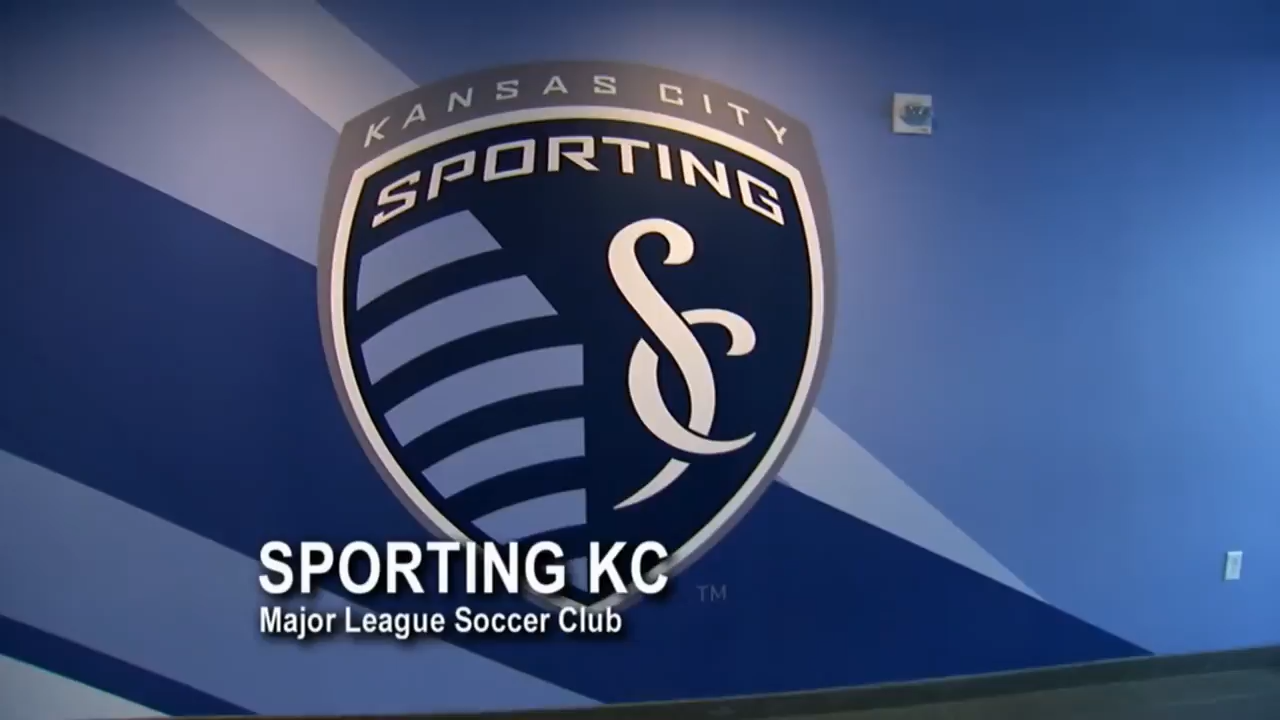 KANSAS CITY
SPORTING
SC
SPORTING KC
Major League Soccer Club
TM